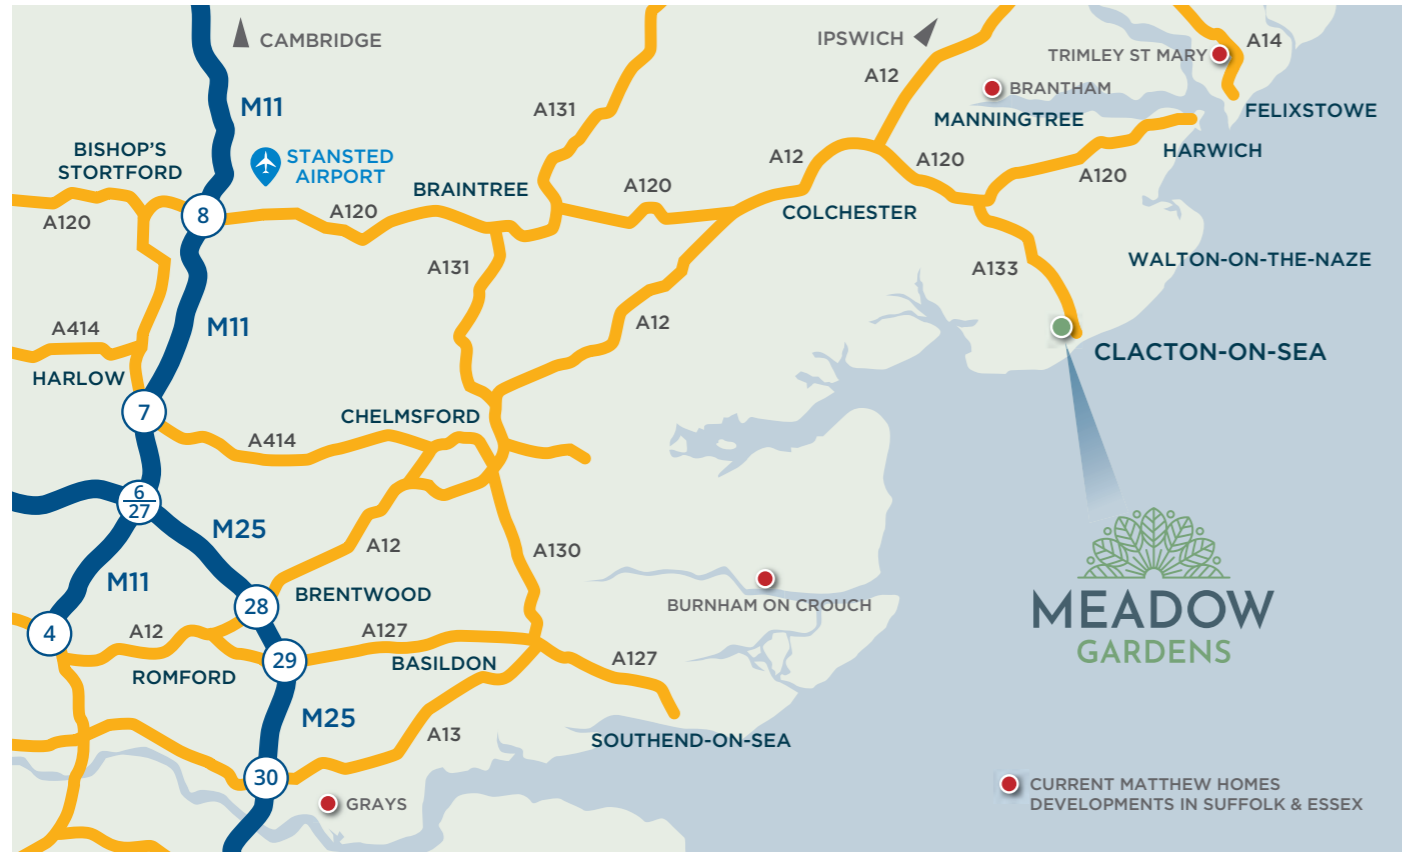 CAMBRIDGE
IPSWICH
A14
TRIMLEY ST MARY
A12
BRANTHAM
M11
A131
FELIXSTOWE
MANNINGTREE
BISHOP'S
STORTFORD
STANSTED
AIRPORT
HARWICH
A12
A120
A120
BRAINTREE
A120
8
A120
A120
COLCHESTER
WALTON-ON-THE-NAZE
A131
A133
M11
A414
A12
CLACTON-ON-SEA
HARLOW
7
CHELMSFORD
A414
6
27
M25
A12
A130
M11
BRENTWOOD
28
BURNHAM ON CROUCH
MEADOW
GARDENS
4
A12
A127
29
BASILDON
A127
ROMFORD
M25
A13
SOUTHEND-ON-SEA
30
GRAYS
CURRENT MATTHEW HOMES
DEVELOPMENTS IN SUFFOLK & ESSEX